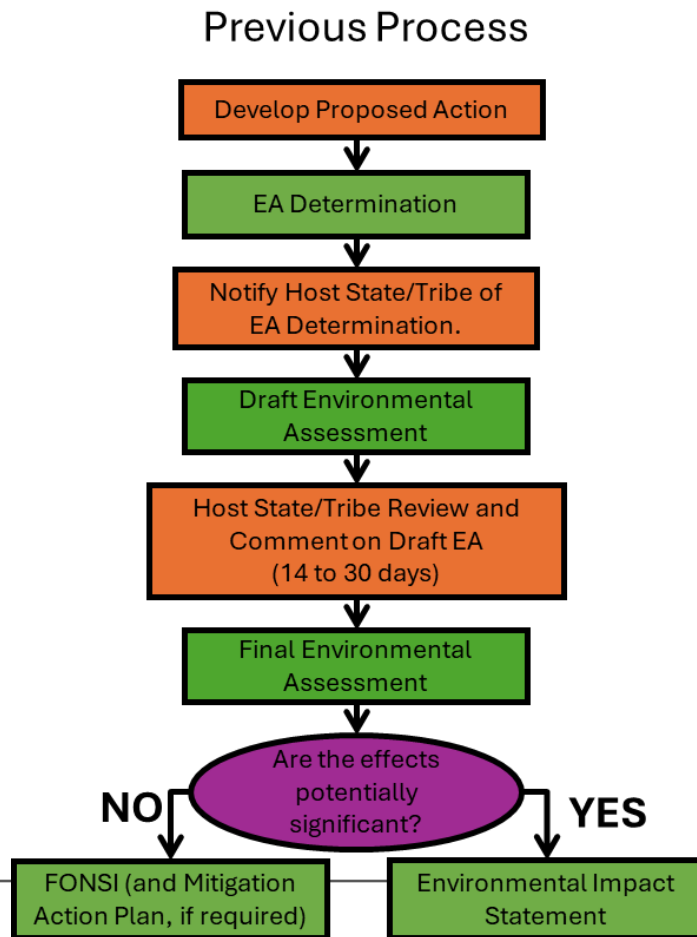 Previous Process
Develop Proposed Action
EA Determination
Notify Host State/Tribe of
EA Determination.
Draft Environmental
Assessment
Host State/Tribe Review and
Comment on Draft EA
(14 to 30 days)
Final Environmental
Assessment
Are the effects
potentially
significant?
NO
YES
FONSI (and Mitigation
Action Plan, if required)
Environmental Impact
Statement